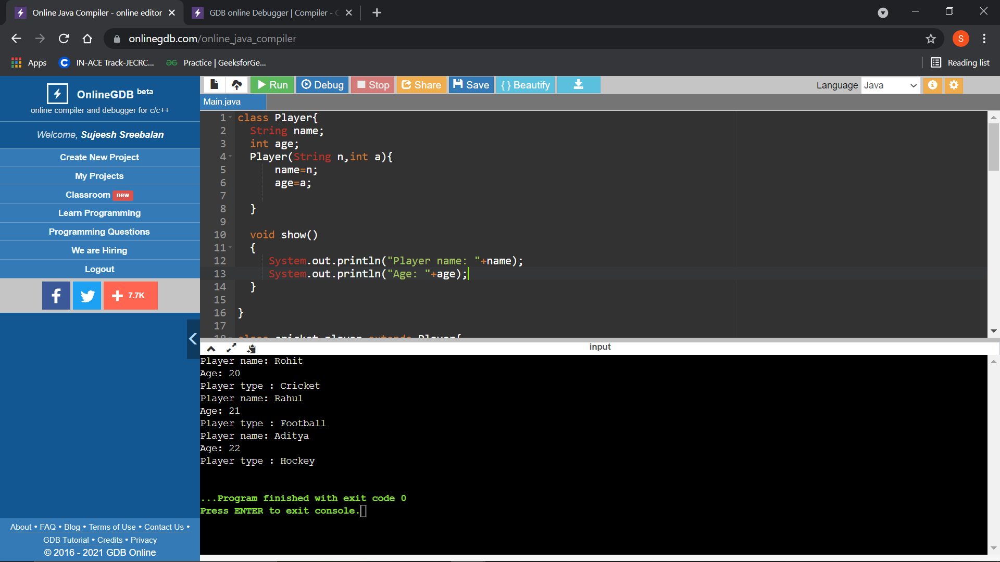 Online Java Compiler - online editor
GDB online Debugger | Compiler -
onlinegdb.com/online_java_compiler
S
Apps
IN-ACE Track-JECRC...
Practice | GeeksforGe...
Reading list
OnlineGDB beta
online compiler and debugger for c/c++
Welcome, Sujeesh Sreebalan
Create New Project
My Projects
Classroom new
Learn Programming
Programming Questions
We are Hiring
Logout
7.7K
About • FAQ • Blog • Terms of Use • Contact Us •
GDB Tutorial • Credits • Privacy
© 2016 - 2021 GDB Online
Run Debug Stop Share Save { } Beautify
Language Java
Main.java
1 class Player{
2 String name;
3 int age;
4 Player(String n,int a){
5 name=n;
6 age=a;
7
8 }
9
10 void show()
11 {
12 System.out.println("Player name: "+name);
13 System.out.println("Age: "+age);
14 }
15
16 }
17
18 class cricket_player extends Player{
input
Player name: Rohit
Age: 20
Player type : Cricket
Player name: Rahul
Age: 21
Player type : Football
Player name: Aditya
Age: 22
Player type : Hockey
...Program finished with exit code 0
Press ENTER to exit console.